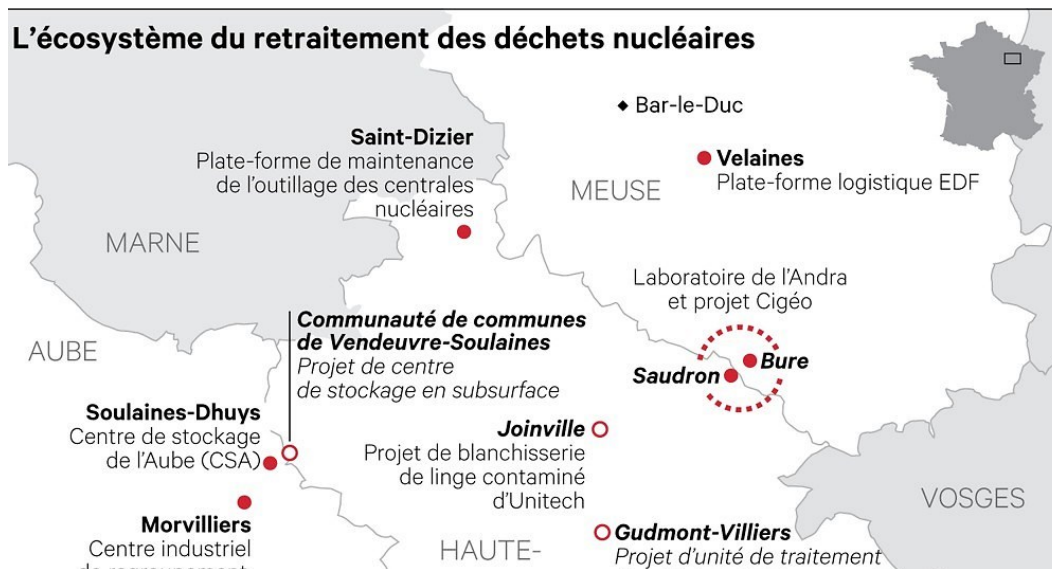 L'écosystème du retraitement des déchets nucléaires
Bar-le-Duc
Saint-Dizier
Plate-forme de maintenance
de l'outillage des centrales
nucléaires
Velaines
Plate-forme logistique EDF
MEUSE
MARNE
Laboratoire de l'Andra
et projet Cigéo
Communauté de communes
de Vendeuvre-Soulaines
Projet de centre
de stockage en subsurface
AUBE
Bure
Saudron
Soulaines-Dhuys
Centre de stockage
de l'Aube (CSA)
Joinville
Projet de blanchisserie
de linge contaminé
d'Unitech
VOSGES
Morvilliers
Centre industriel
de regroupement
Gudmont-Villiers
Projet d'unité de traitement
HAUTE-